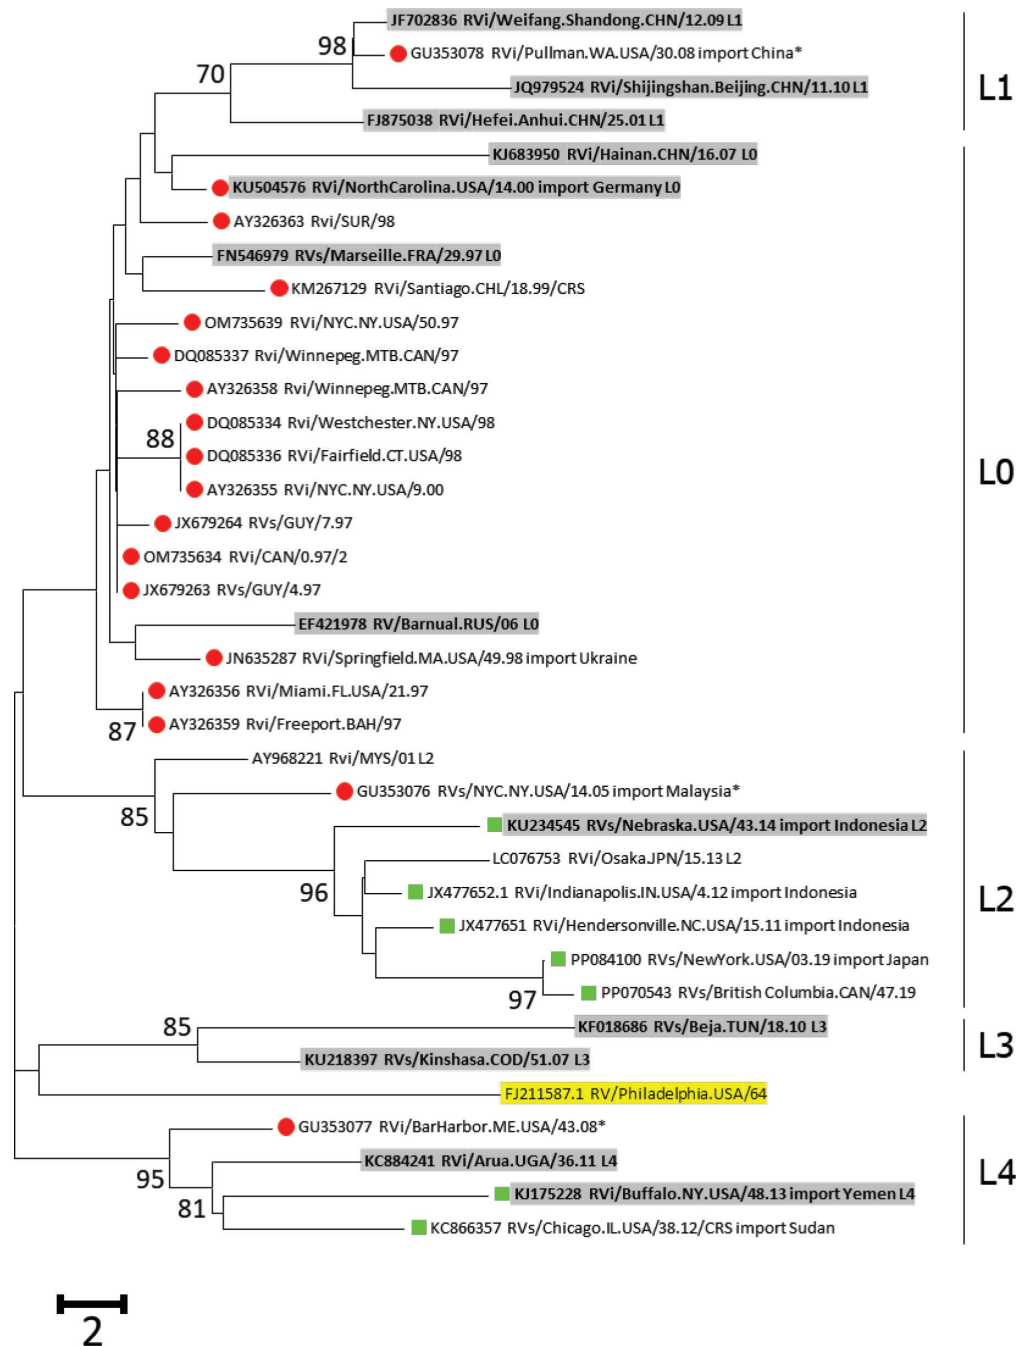 JF702836 RVi/Weifang.Shandong.CHN/12.09 L1
98
GU353078 RVi/Pullman.WA.USA/30.08 import China*
70
JQ979524 RVi/Shijingshan.Beijing.CHN/11.10 L1
L1
FJ875038 RVi/Hefei.Anhui.CHN/25.01 L1
KJ683950 RVi/Hainan.CHN/16.07 L0
KU504576 RVi/NorthCarolina.USA/14.00 import Germany L0
AY326363 Rvi/SUR/98
FN546979 RVs/Marseille.FRA/29.97 L0
KM267129 RVi/Santiago.CHL/18.99/CRS
OM735639 RVi/NYC.NY.USA/50.97
DQ085337 Rvi/Winnepeg.MTB.CAN/97
AY326358 Rvi/Winnepeg.MTB.CAN/97
DQ085334 RVi/Westchester.NY.USA/98
88
DQ085336 RVi/Fairfield.CT.USA/98
L0
AY326355 RVi/NYC.NY.USA/9.00
JX679264 RVs/GUY/7.97
OM735634 RVi/CAN/0.97/2
JX679263 RVs/GUY/4.97
EF421978 RV/Barnual.RUS/06 L0
JN635287 RVi/Springfield.MA.USA/49.98 import Ukraine
AY326356 RVi/Miami.FL.USA/21.97
AY326359 Rvi/Freeport.BAH/97
87
AY968221 Rvi/MYS/01 L2
GU353076 RVs/NYC.NY.USA/14.05 import Malaysia*
85
KU234545 RVs/Nebraska.USA/43.14 import Indonesia L2
LC076753 RVi/Osaka.JPN/15.13 L2
96
JX477652.1 RVi/Indianapolis.IN.USA/4.12 import Indonesia
L2
JX477651 RVi/Hendersonville.NC.USA/15.11 import Indonesia
PP084100 RVs/NewYork.USA/03.19 import Japan
97
PP070543 RVs/British Columbia.CAN/47.19
85
KF018686 RVs/Beja.TUN/18.10 L3
L3
KU218397 RVs/Kinshasa.COD/51.07 L3
FJ211587.1 RV/Philadelphia.USA/64
GU353077 RVi/BarHarbor.ME.USA/43.08*
KC884241 RVi/Arua.UGA/36.11 L4
95
L4
KJ175228 RVi/Buffalo.NY.USA/48.13 import Yemen L4
81
KC866357 RVs/Chicago.IL.USA/38.12/CRS import Sudan
2